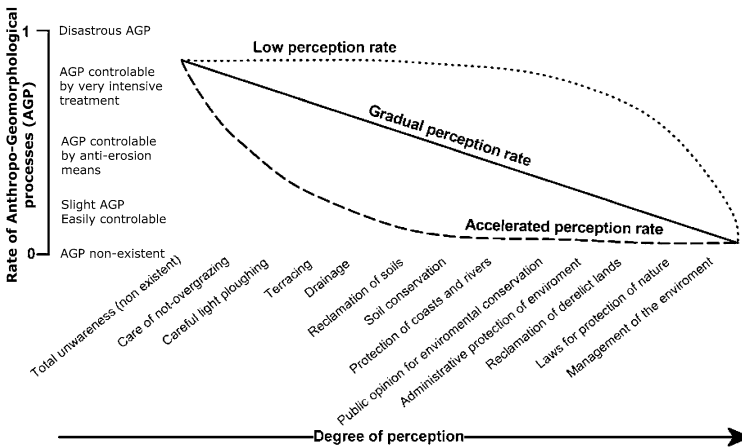 Rate of Anthropo-Geomorphological
processes (AGP)
1
0
Disastrous AGP
AGP controlable
by very intensive
treatment
AGP controlable
by anti-erosion
means
Slight AGP
Easily controlable
AGP non-existent
Low perception rate
Gradual perception rate
Accelerated perception rate
Total unwareness (non existent)
Care of not-overgrazing
Careful light ploughing
Terracing
Drainage
Reclamation of soils
Soil conservation
Protection of coasts and rivers
Public opinion for enviromental conservation
Administrative protection of enviroment
Reclamation of derelict lands
Laws for protection of nature
Management of the enviroment
Degree of perception